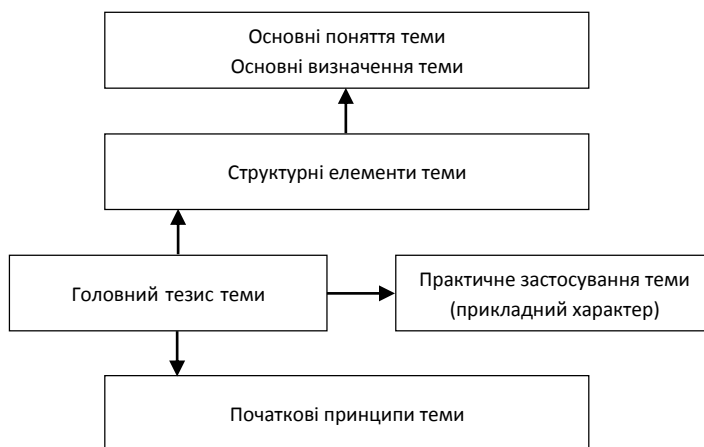 Основні поняття теми
Основні визначення теми
Структурні елементи теми
Головний тезис теми
Практичне застосування теми
(прикладний характер)
Початкові принципи теми